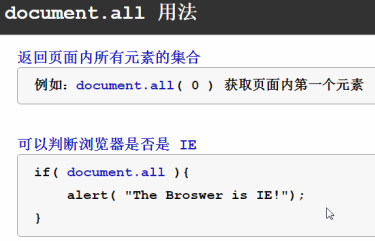 document.all 用法
返回页面内所有元素的集合
例如：document.all( 0 ) 获取页面内第一个元素
可以判断浏览器是否是 IE
if( document.all ){
alert( "The Broswer is IE!");
}